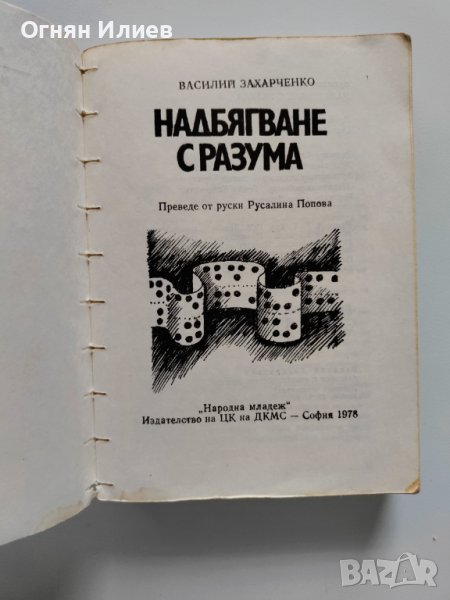 Огнян Илиев
ВАСИЛИЙ ЗАХАРЧЕНКО
НАДБЯГВАНЕ
С РАЗУМА
Преведе от руски Русалина Попова
„Народна младеж“
Издателство на ЦК на ДКМС — София 1978
BAZAR